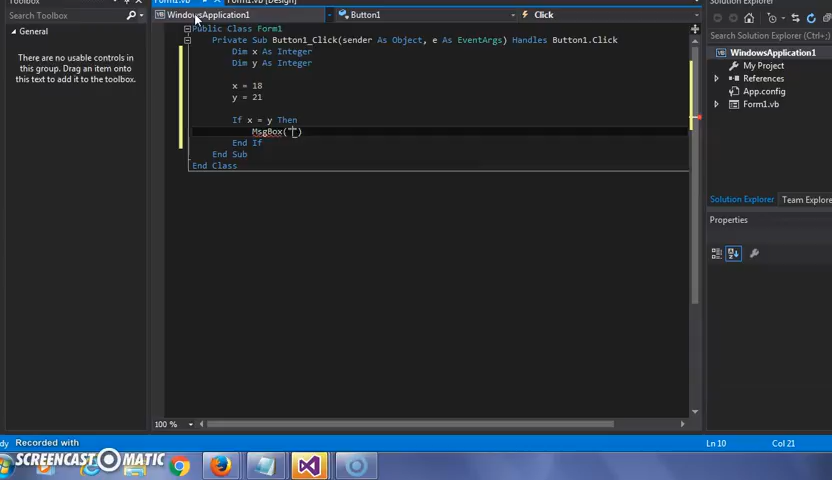 Form1.vb
Form1.vb [Design]
Solution Explorer
Search Toolbox
WindowsApplication1
Button1
Click
General
There are no usable controls in
this group. Drag an item onto
this text to add it to the toolbox.
Public Class Form1
Private Sub Button1_Click(sender As Object, e As EventArgs) Handles Button1.Click
Dim x As Integer
Dim y As Integer
x = 18
y = 21
If x = y Then
MsgBox("")
End If
End Sub
End Class
Search Solution Explorer (Ctrl+;)
WindowsApplication1
My Project
References
App.config
Form1.vb
Solution Explorer
Team Explorer
Properties
100 %
Ln 10
Col 21
Recorded with
SCREENCAST MATIC